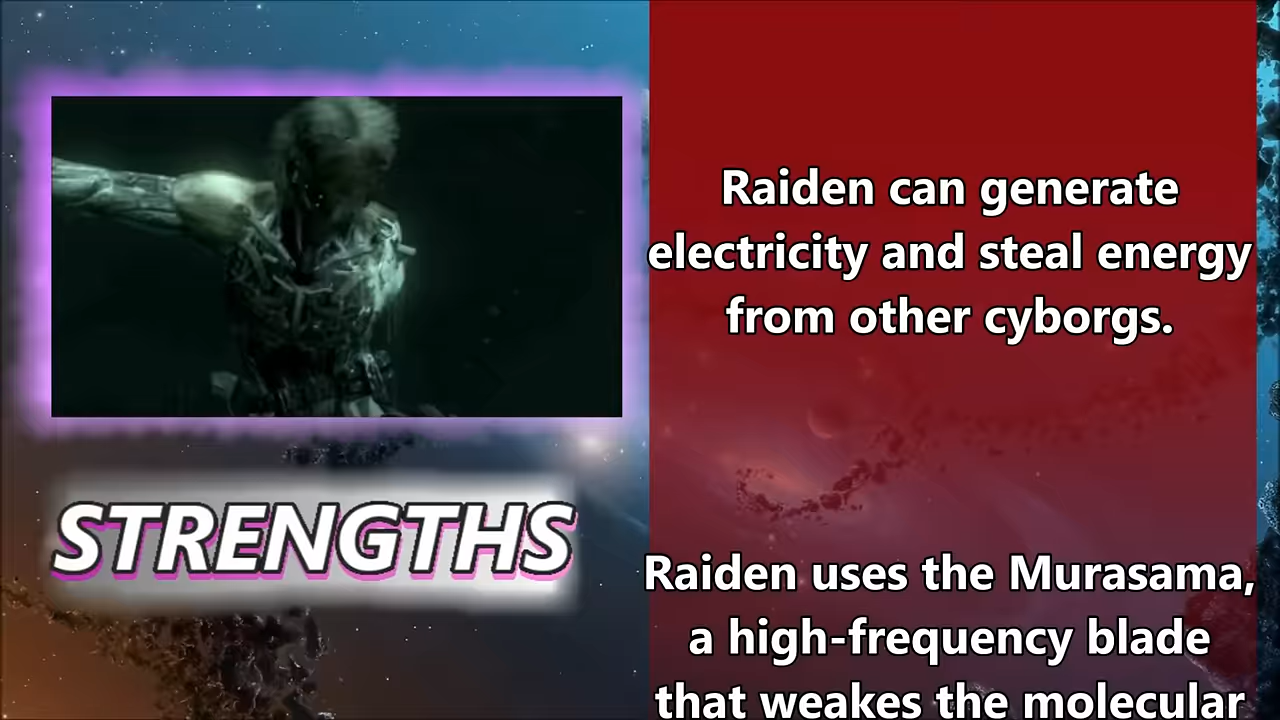 STRENGTHS
Raiden can generate
electricity and steal energy
from other cyborgs.
Raiden uses the Murasama,
a high-frequency blade
that weakes the molecular